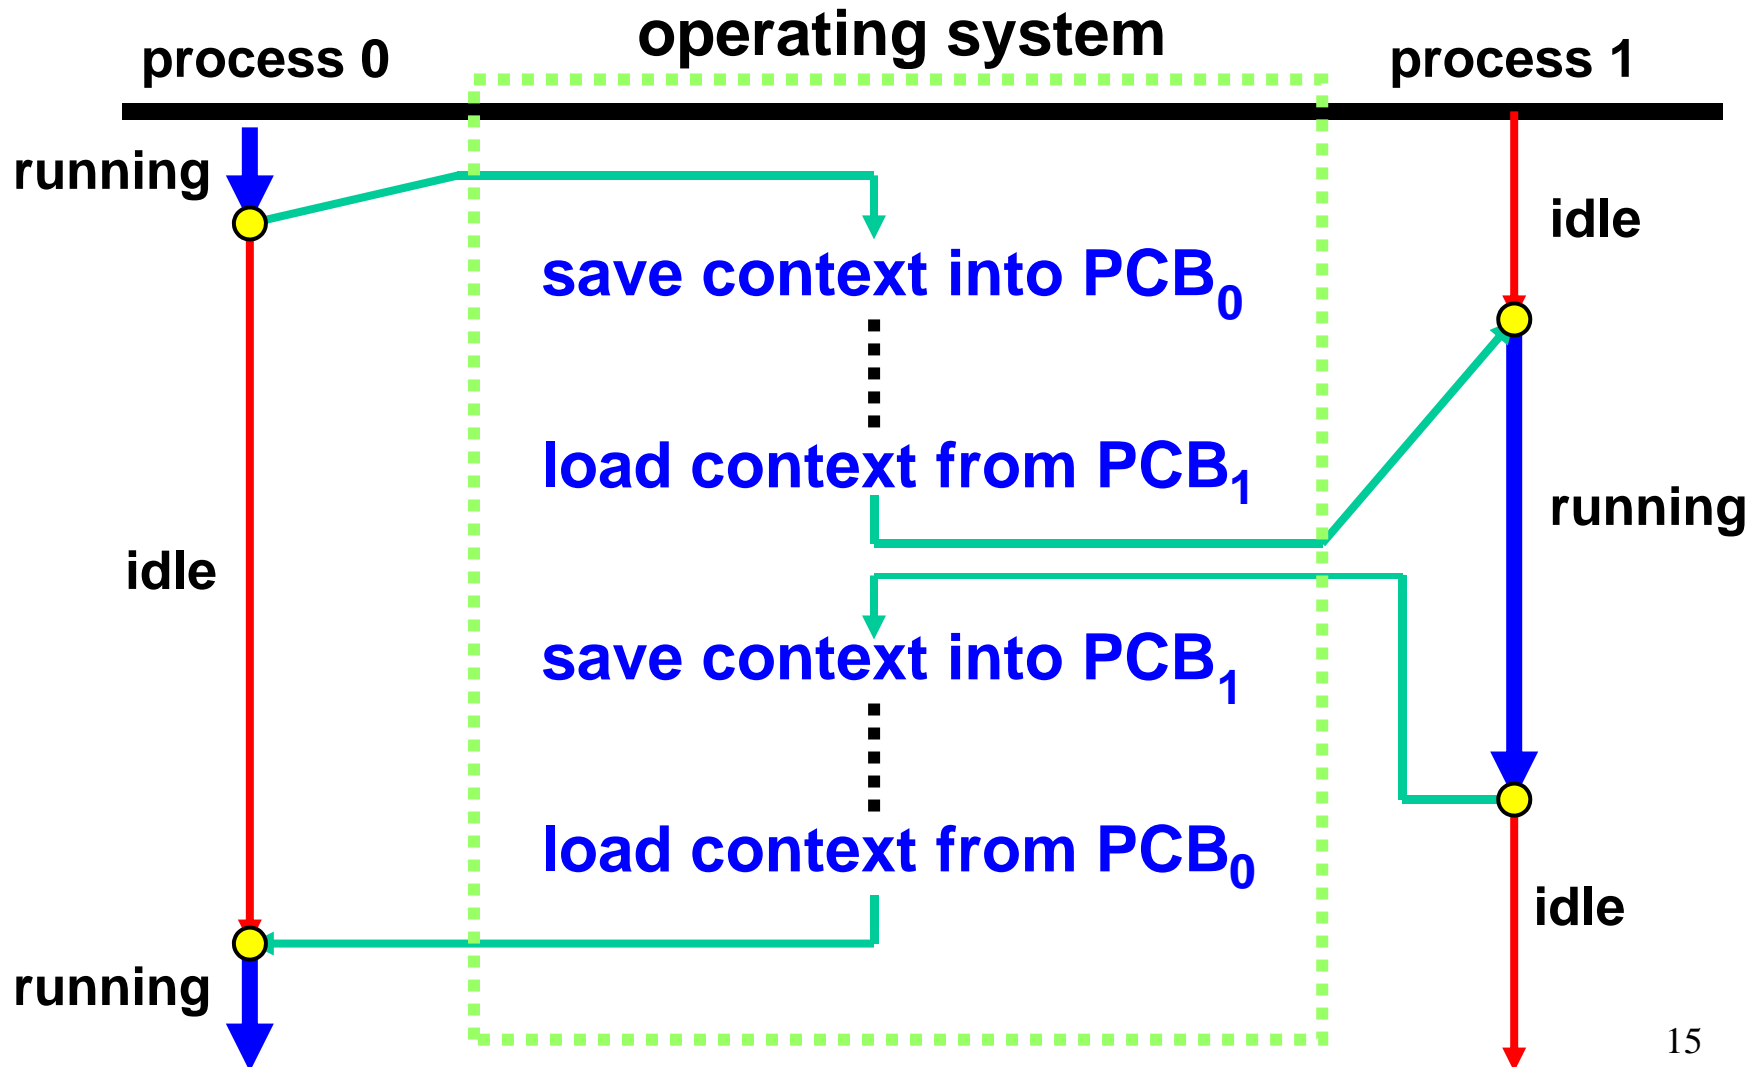 operating system
process 0
process 1
running
idle
save context into PCB₀
load context from PCB₁
running
idle
save context into PCB₁
load context from PCB₀
idle
running
15